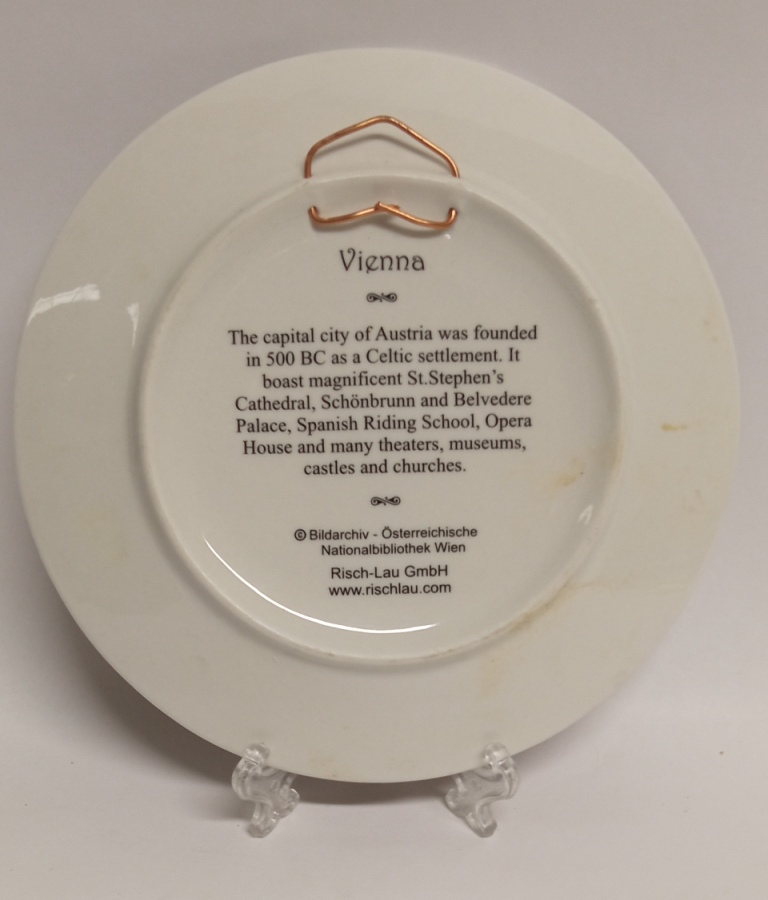 Vienna
The capital city of Austria was founded
in 500 BC as a Celtic settlement. It
boast magnificent St.Stephen's
Cathedral, Schönbrunn and Belvedere
Palace, Spanish Riding School, Opera
House and many theaters, museums,
castles and churches.
© Bildarchiv - Österreichische
Nationalbibliothek Wien
Risch-Lau GmbH
www.rischlau.com